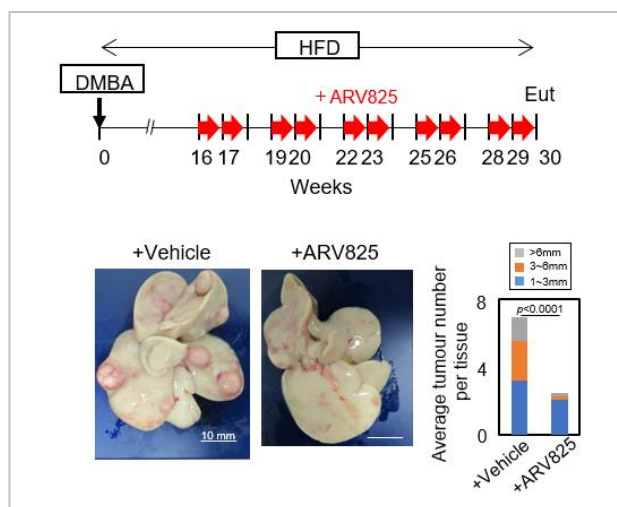 HFD
DMBA
+ARV825
Eut
0 16 17 19 20 22 23 25 26 28 29 30
Weeks
+Vehicle
+ARV825
10 mm
>6mm
3~6mm
1~3mm
p<0.0001
8
4
0
Average tumour number
per tissue
+Vehicle
+ARV825